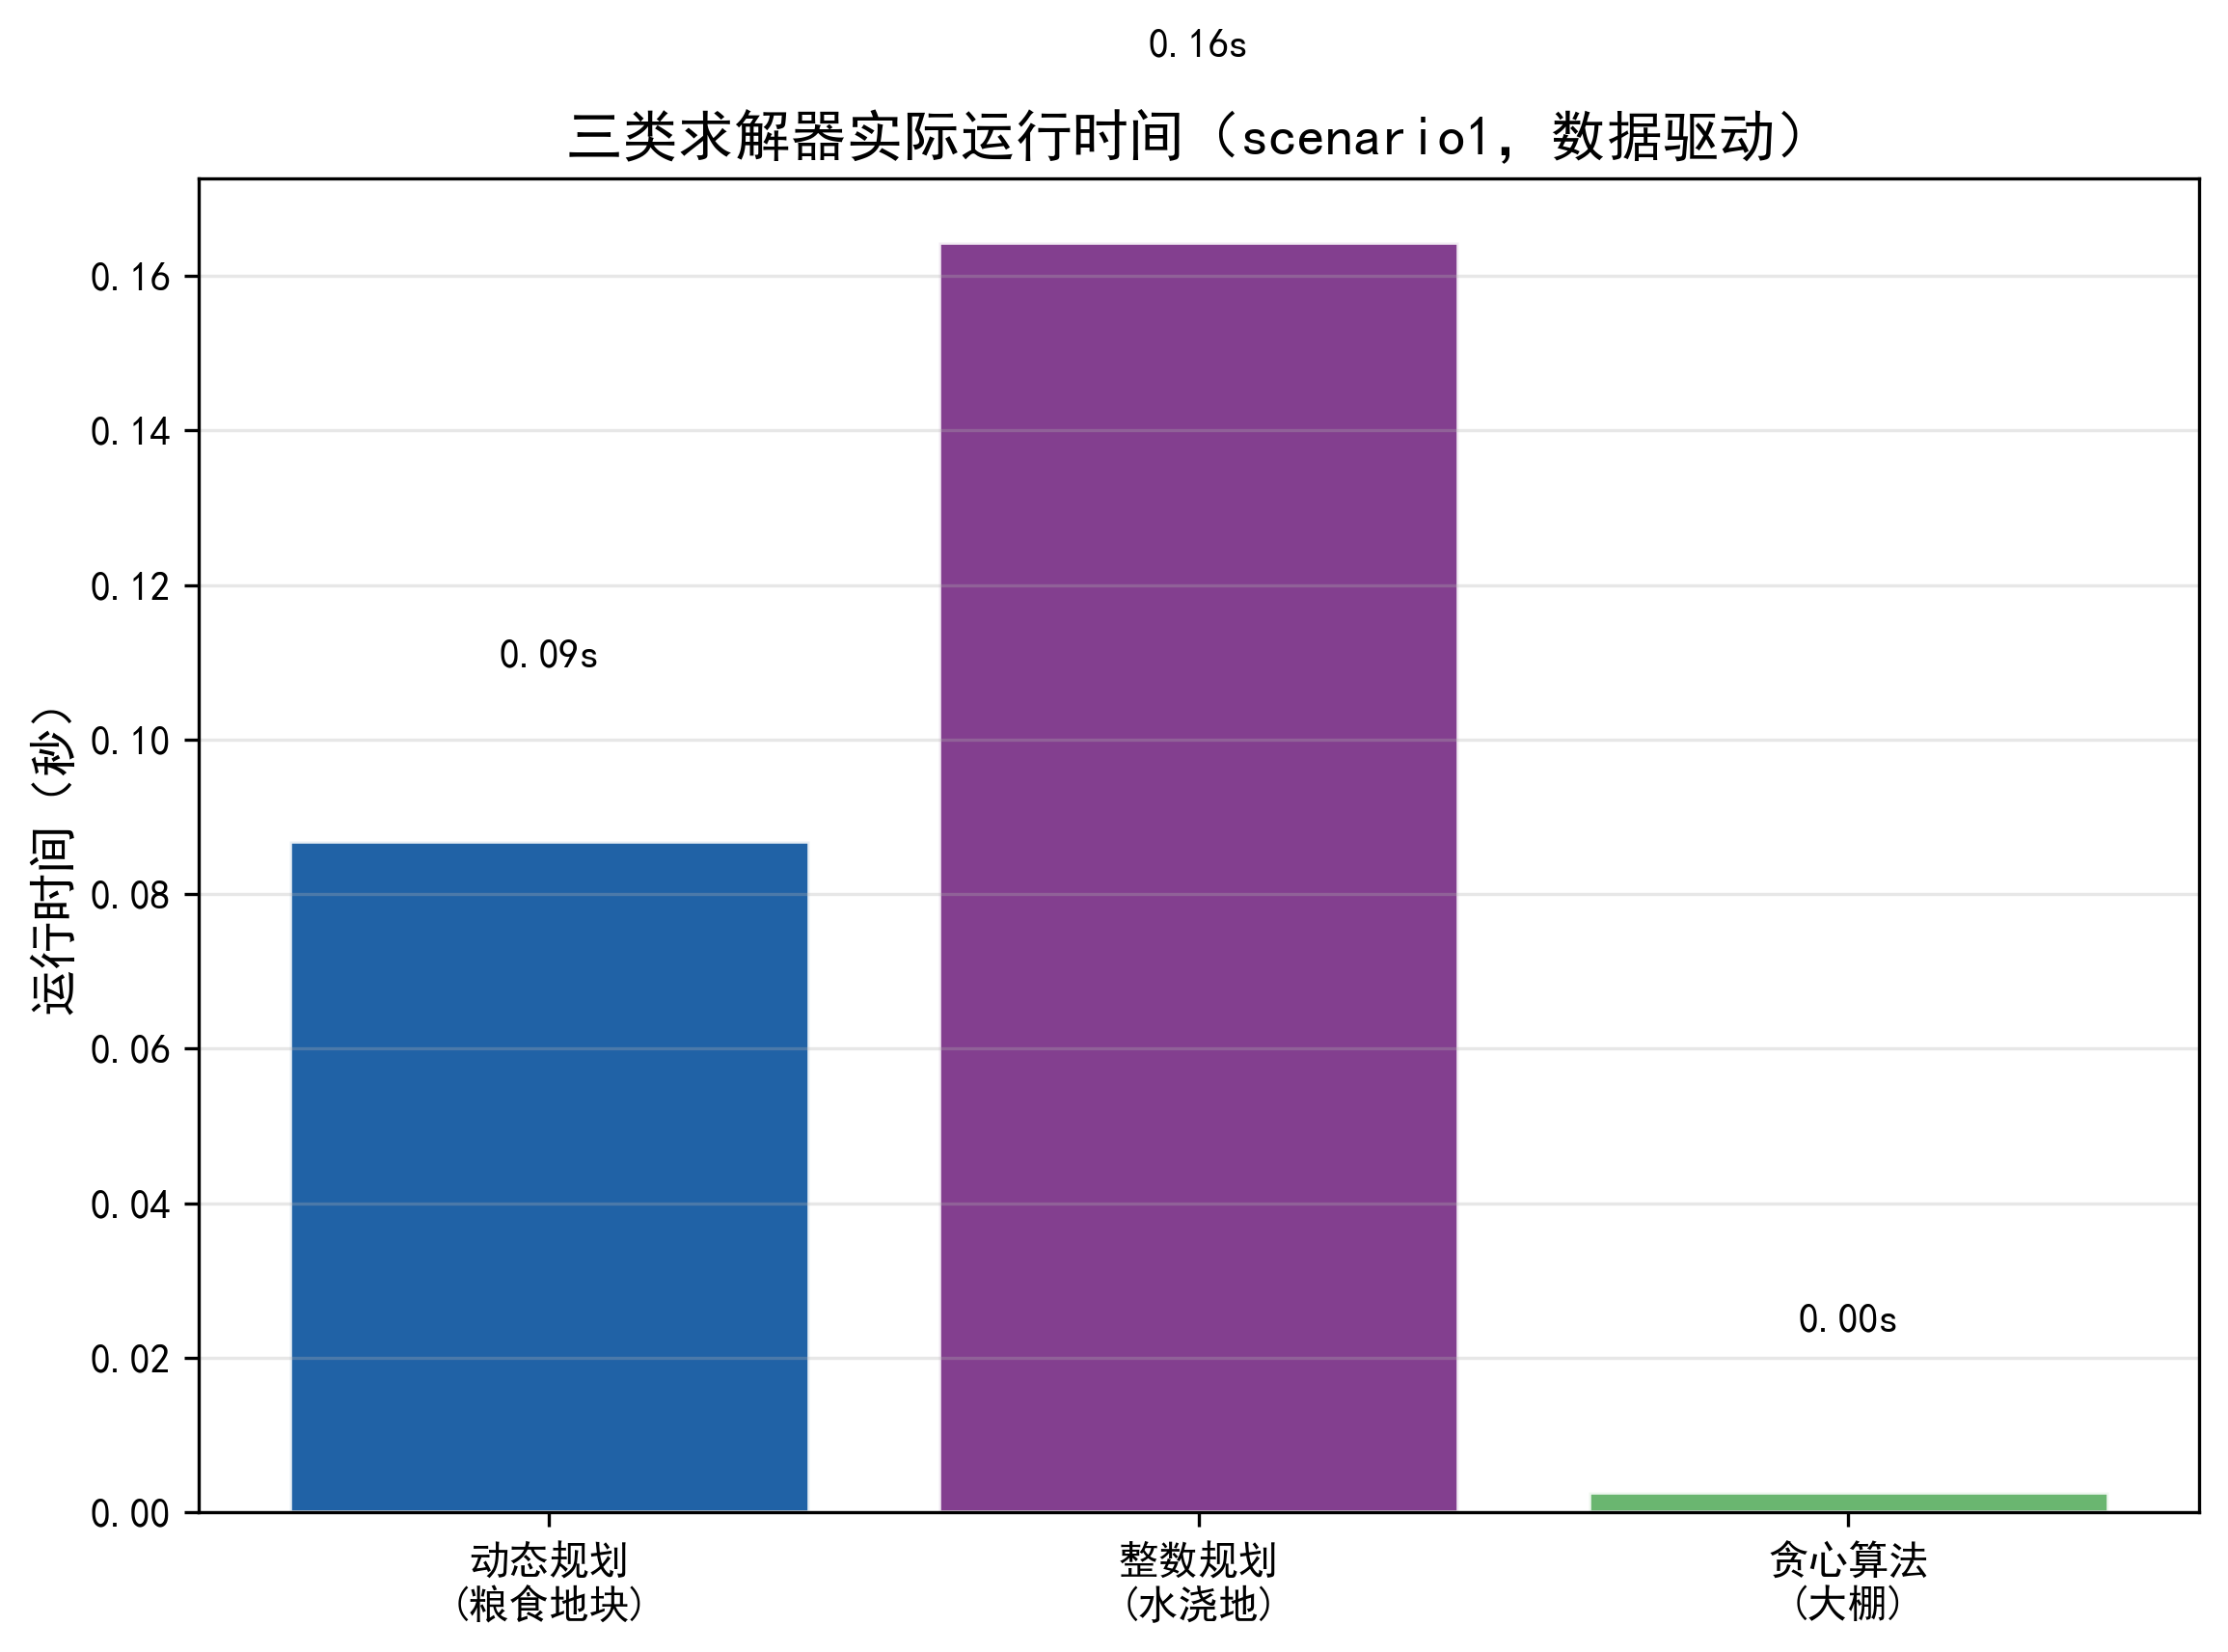 0.16s
三类求解器实际运行时间（scenario1，数据驱动）
运行时间（秒）
0.16
0.14
0.12
0.10
0.08
0.06
0.04
0.02
0.00
0.09s
0.00s
动态规划
（粮食地块）
整数规划
（水浇地）
贪心算法
（大棚）